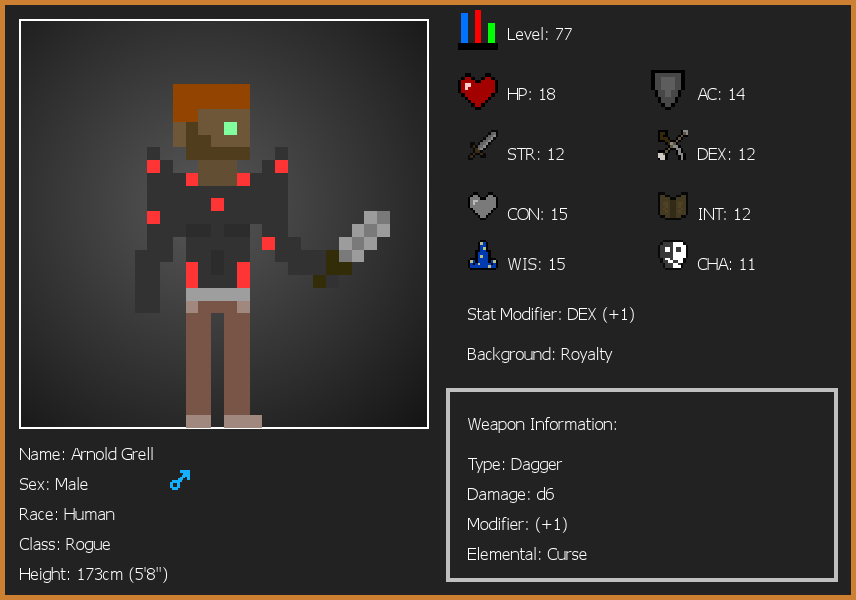 Level: 77
HP: 18
AC: 14
STR: 12
DEX: 12
CON: 15
INT: 12
WIS: 15
CHA: 11
Stat Modifier: DEX (+1)
Background: Royalty
Weapon Information:
Type: Dagger
Damage: d6
Modifier: (+1)
Elemental: Curse
Name: Arnold Grell
Sex: Male
Race: Human
Class: Rogue
Height: 173cm (5'8")